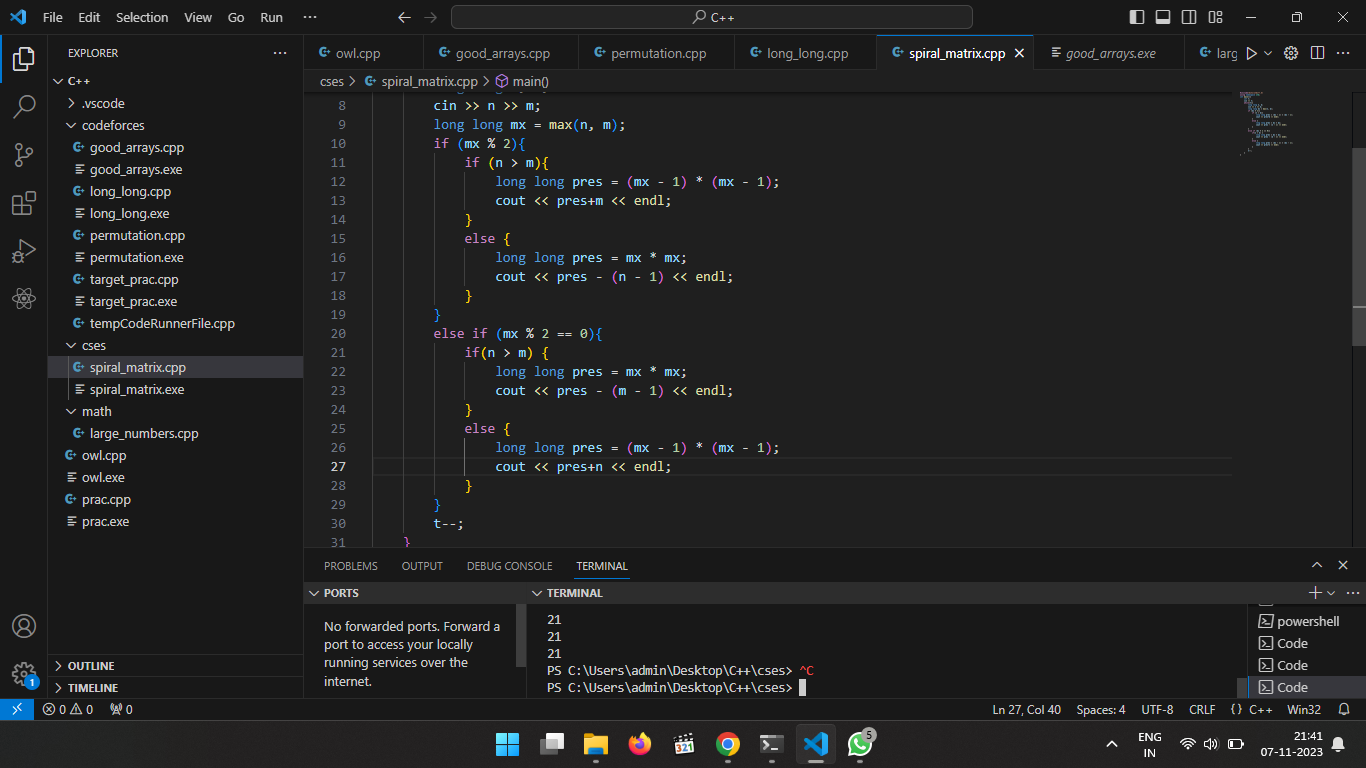 File Edit Selection View Go Run ··· C++
EXPLORER ···
owl.cpp good_arrays.cpp permutation.cpp long_long.cpp spiral_matrix.cpp good_arrays.exe larg
C++
cses > spiral_matrix.cpp > main()
.vscode
codeforces
good_arrays.cpp
good_arrays.exe
long_long.cpp
long_long.exe
permutation.cpp
permutation.exe
target_prac.cpp
target_prac.exe
tempCodeRunnerFile.cpp
cses
spiral_matrix.cpp
spiral_matrix.exe
math
large_numbers.cpp
owl.cpp
owl.exe
prac.cpp
prac.exe
OUTLINE
TIMELINE
8 cin >> n >> m;
9 long long mx = max(n, m);
10 if (mx % 2){
11 if (n > m){
12 long long pres = (mx - 1) * (mx - 1);
13 cout << pres+m << endl;
14 }
15 else {
16 long long pres = mx * mx;
17 cout << pres - (n - 1) << endl;
18 }
19 }
20 else if (mx % 2 == 0){
21 if(n > m) {
22 long long pres = mx * mx;
23 cout << pres - (m - 1) << endl;
24 }
25 else {
26 long long pres = (mx - 1) * (mx - 1);
27 cout << pres+n << endl;
28 }
29 }
30 t--;
31 }
PROBLEMS OUTPUT DEBUG CONSOLE TERMINAL
PORTS
No forwarded ports. Forward a
port to access your locally
running services over the
internet.
TERMINAL
21
21
21
PS C:\Users\admin\Desktop\C++\cses> ^C
PS C:\Users\admin\Desktop\C++\cses>
powershell
Code
Code
Code
1
0 0 0 Ln 27, Col 40 Spaces: 4 UTF-8 CRLF {} C++ Win32
321 5
ENG
IN
21:41
07-11-2023